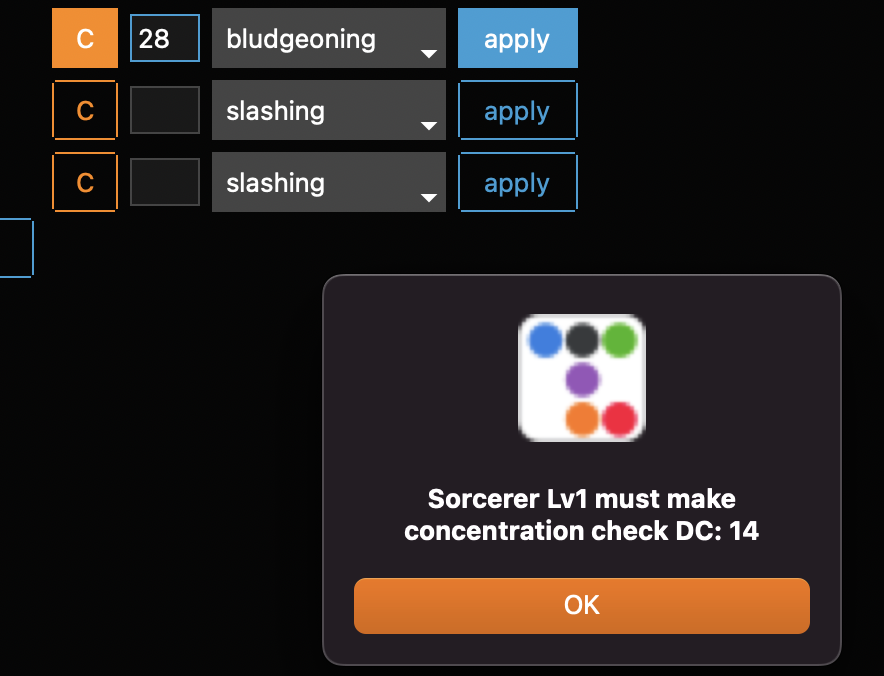 C 28 bludgeoning apply
C slashing apply
C slashing apply
Sorcerer Lv1 must make
concentration check DC: 14
OK